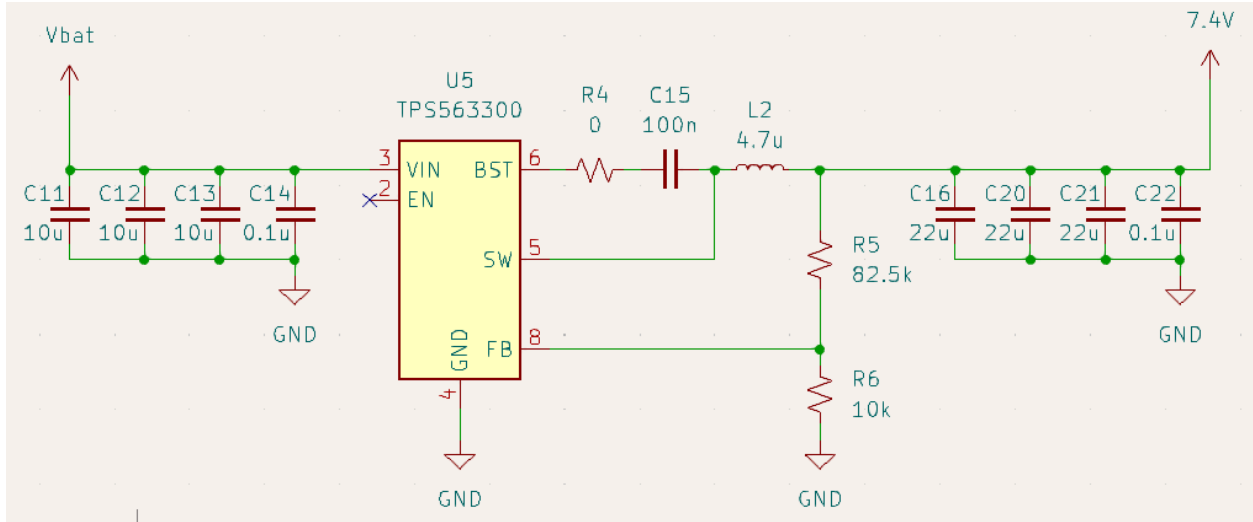 Vbat
7.4V
U5
TPS563300
R4
0
C15
100n
L2
4.7u
3
VIN
BST
6
2
EN
C11
10u
C12
10u
C13
10u
C14
0.1u
C16
22u
C20
22u
C21
22u
C22
0.1u
SW
5
R5
82.5k
GND
GND
FB
8
GND
4
R6
10k
GND
GND